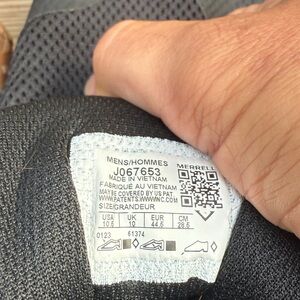 MENS/HOMMES
MERRELL
J067653
MADE IN VIETNAM
FABRIQUÉ AU VIETNAM
MAY BE COVERED BY US PAT
WWW.PATENTS.WWWINC.COM
SIZE/GRANDEUR
USA UK EUR CM
10.5 10 44.5 28.5
0123 61374